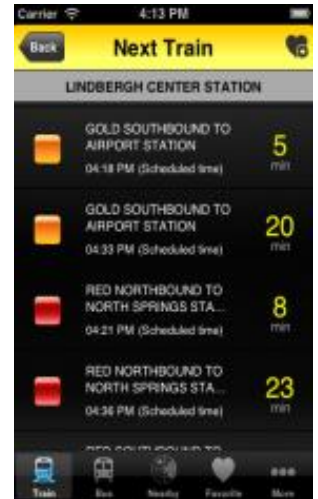 Carrier 4:13 PM
Back Next Train
LINDBERGH CENTER STATION
GOLD SOUTHBOUND TO
AIRPORT STATION
04:18 PM (Scheduled time)
5
min
GOLD SOUTHBOUND TO
AIRPORT STATION
04:33 PM (Scheduled time)
20
min
RED NORTHBOUND TO
NORTH SPRINGS STA...
04:21 PM (Scheduled time)
8
min
RED NORTHBOUND TO
NORTH SPRINGS STA...
04:36 PM (Scheduled time)
23
min
Train Bus Nearby Favorite More